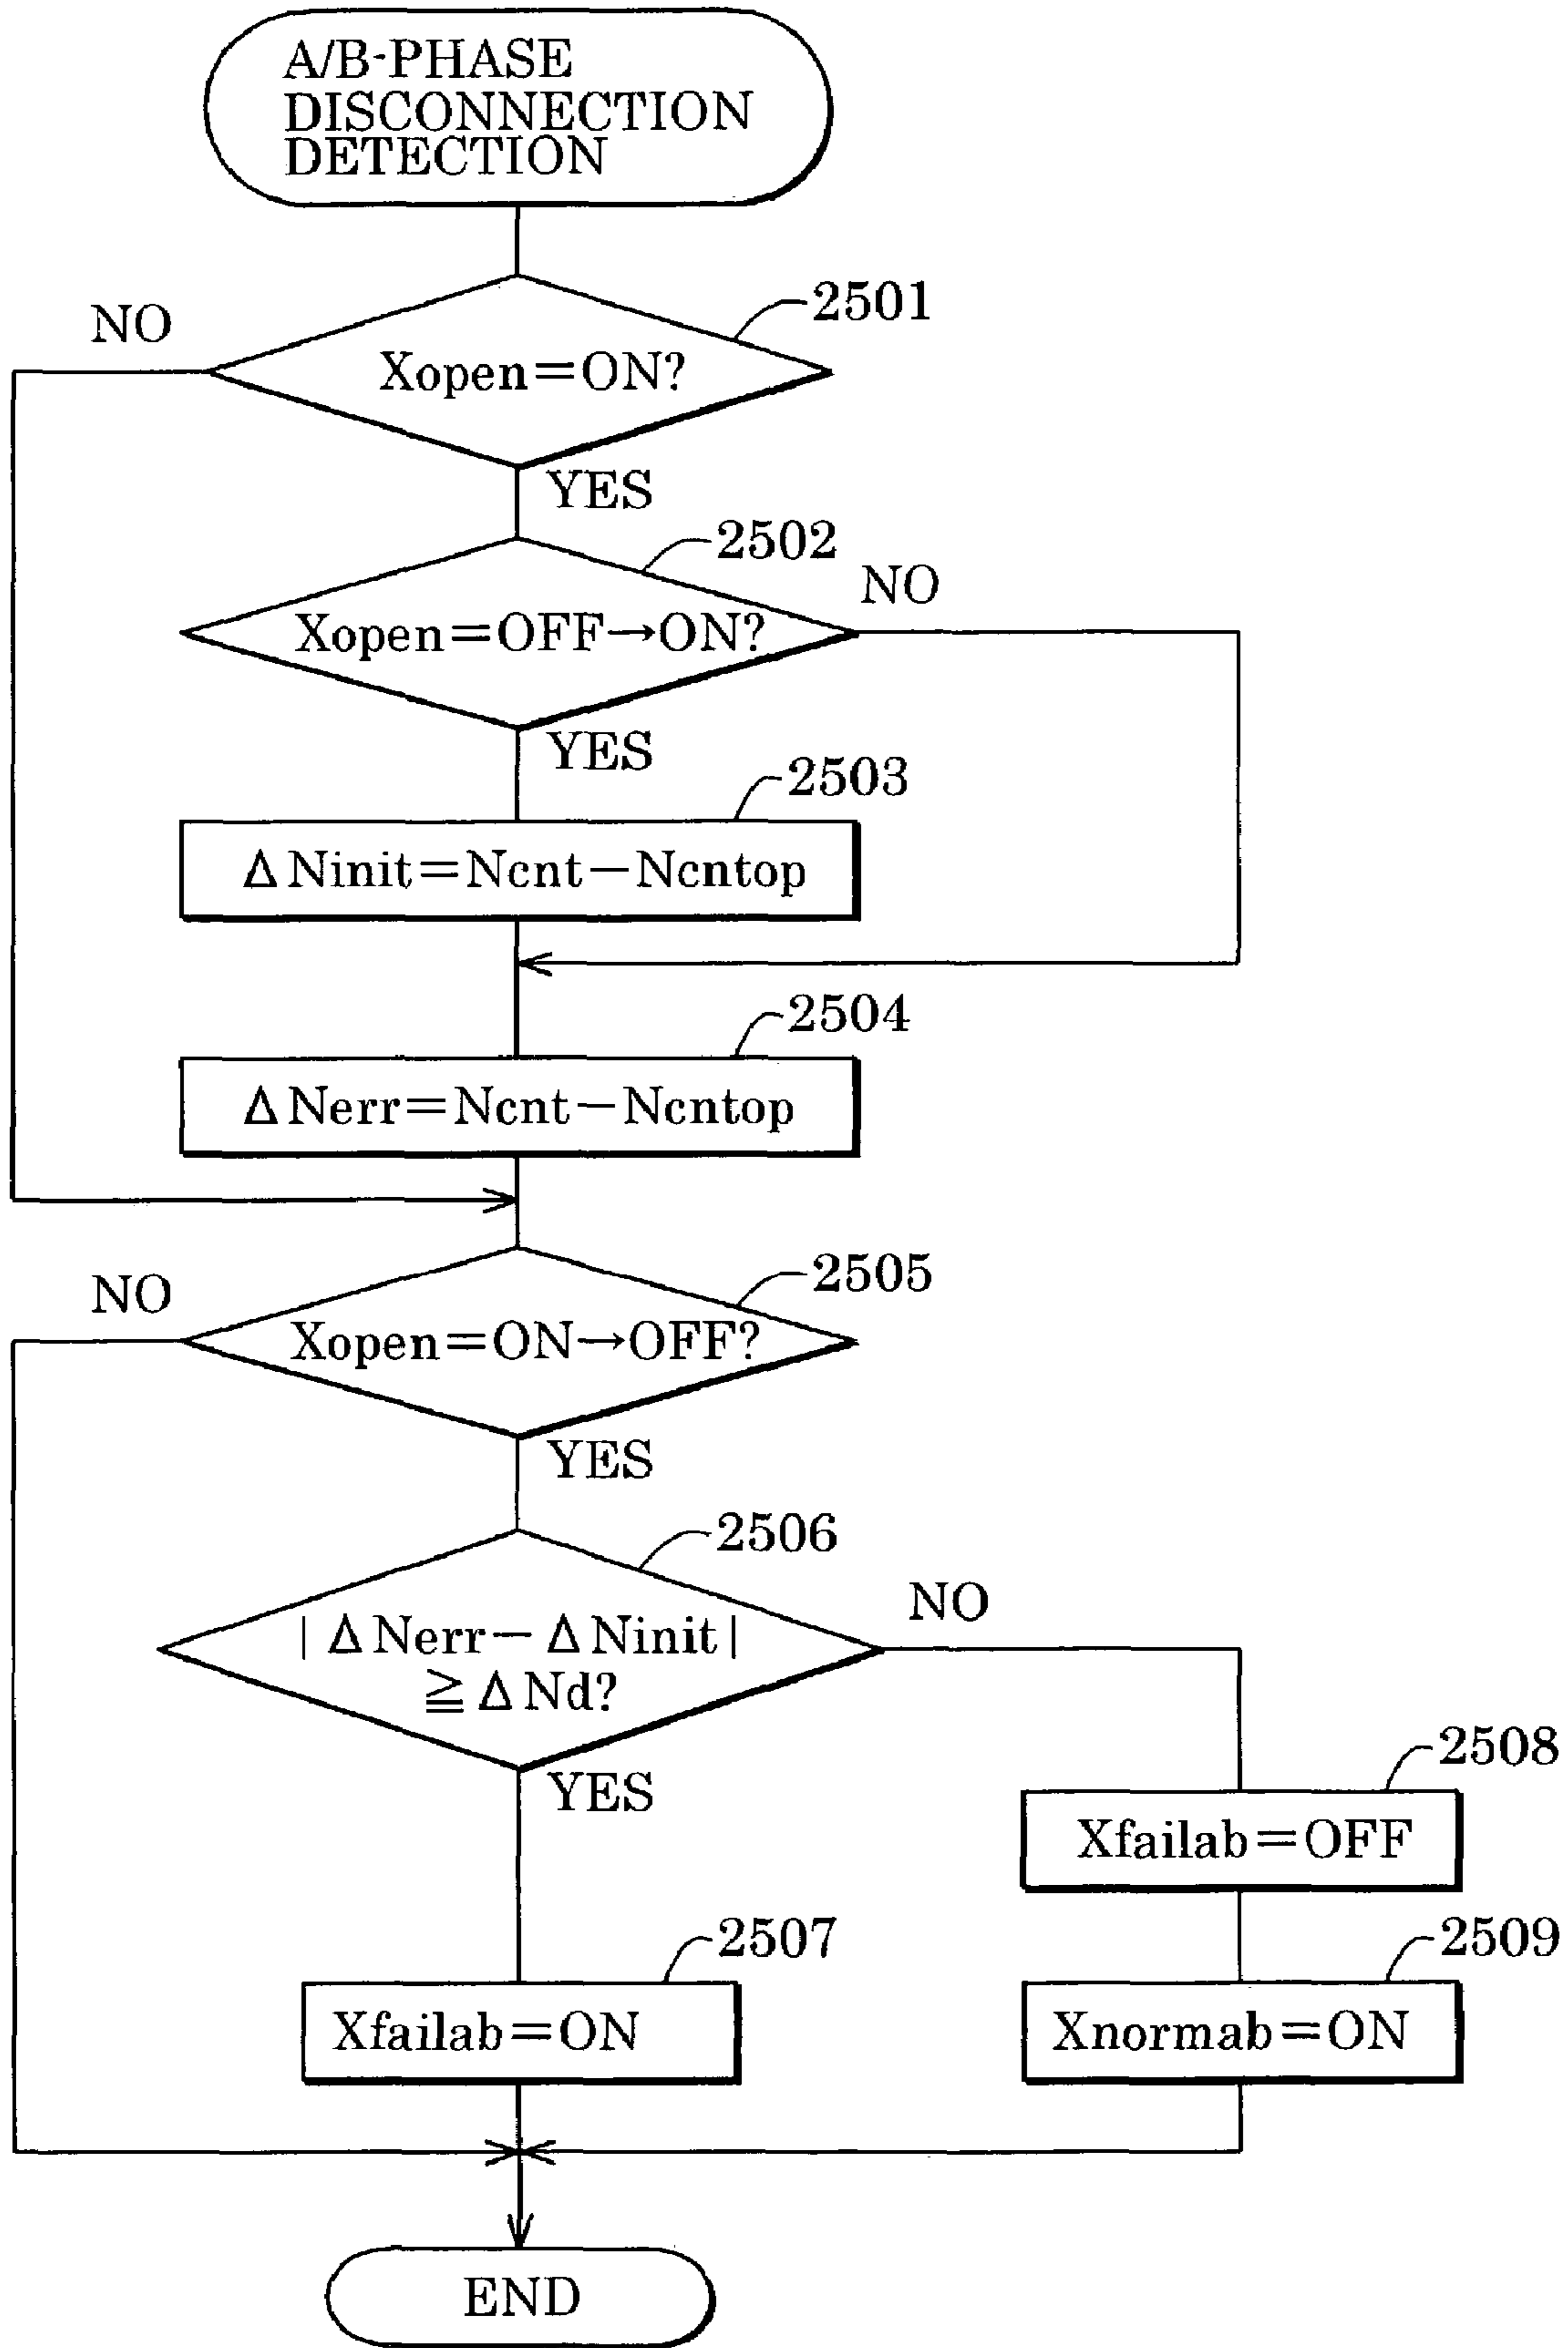 A/B-PHASE
DISCONNECTION
DETECTION
2501
NO
Xopen=ON?
YES
2502
NO
Xopen=OFF→ON?
YES
2503
ΔNinit=Ncnt−Ncntop
2504
ΔNerr=Ncnt−Ncntop
2505
NO
Xopen=ON→OFF?
YES
2506
NO
|ΔNerr−ΔNinit|
≧ΔNd?
YES
2508
Xfailab=OFF
2507
2509
Xfailab=ON
Xnormab=ON
END